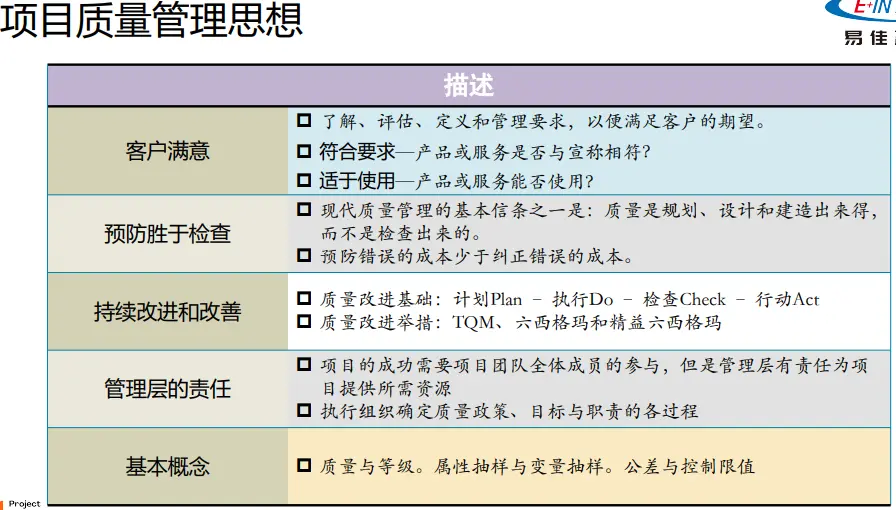 项目质量管理思想
E+IN
易佳
描述
客户满意
了解、评估、定义和管理要求，以便满足客户的期望。
符合要求—产品或服务是否与宣称相符？
适于使用—产品或服务能否使用？
预防胜于检查
现代质量管理的基本信条之一是：质量是规划、设计和建造出来得，
而不是检查出来的。
预防错误的成本少于纠正错误的成本。
持续改进和改善
质量改进基础：计划Plan – 执行Do – 检查Check – 行动Act
质量改进举措：TQM、六西格玛和精益六西格玛
管理层的责任
项目的成功需要项目团队全体成员的参与，但是管理层有责任为项
目提供所需资源
执行组织确定质量政策、目标与职责的各过程
基本概念
质量与等级。属性抽样与变量抽样。公差与控制限值
Project